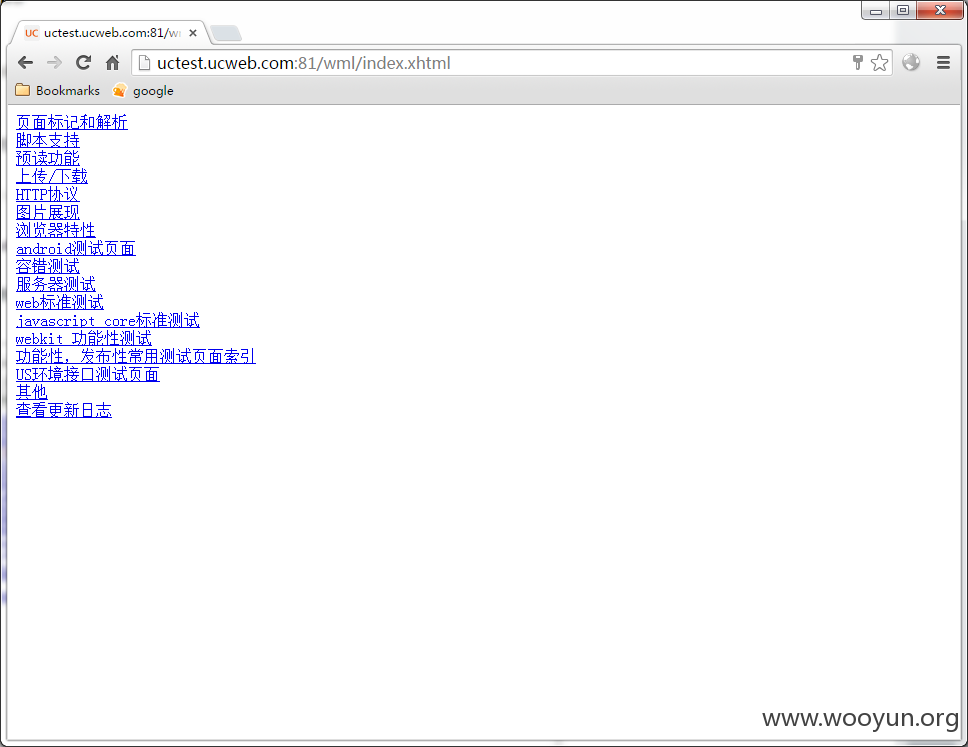 UC uctest.ucweb.com:81/w
uctest.ucweb.com:81/wml/index.xhtml
Bookmarks google
页面标记和解析
脚本支持
预读功能
上传/下载
HTTP协议
图片展现
浏览器特性
android测试页面
容错测试
服务器测试
web标准测试
javascript core标准测试
webkit 功能性测试
功能性，发布性常用测试页面索引
US环境接口测试页面
其他
查看更新日志
www.wooyun.org